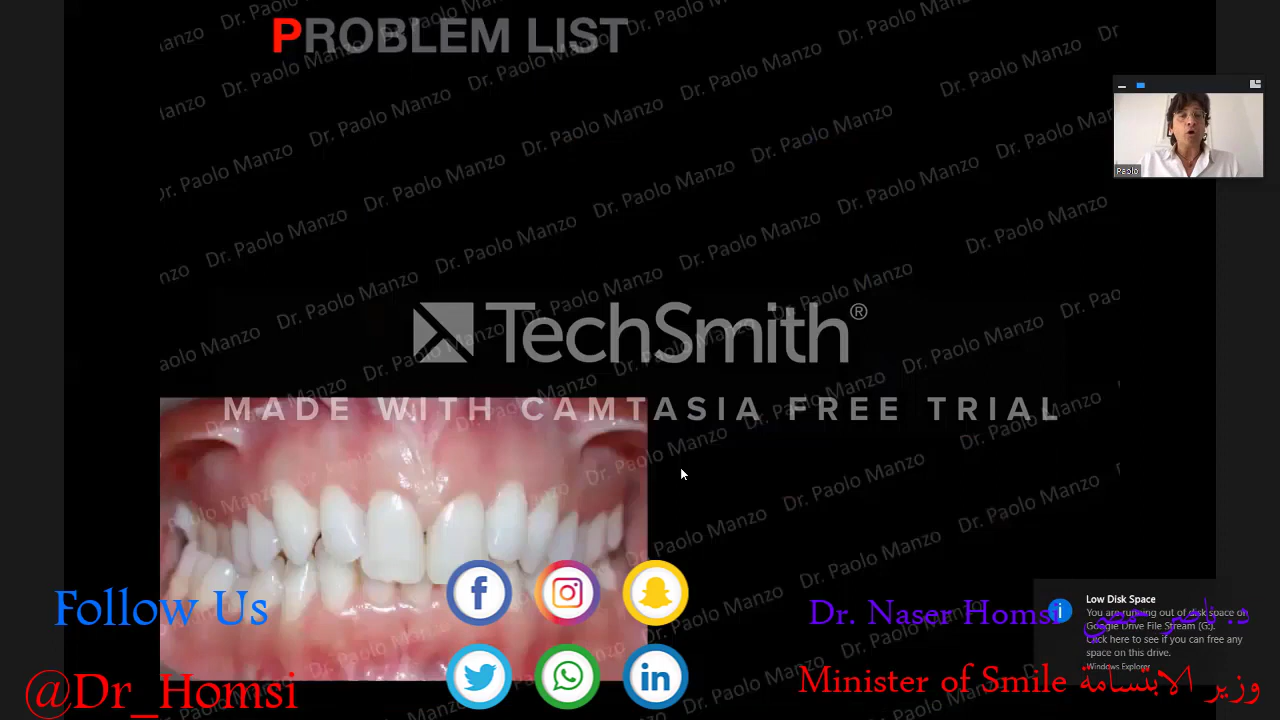 PROBLEM LIST
Dr. Paolo Manzo
Paolo
TechSmith®
MADE WITH CAMTASIA FREE TRIAL
Follow Us
@Dr_Homsi
Dr. Naser Homsi د. ناصر حمصي
Minister of Smile وزير الابتسامة
Low Disk Space
You are running out of disk space on
Google Drive File Stream (G:).
Click here to see if you can free any
space on this drive.
Windows Explorer